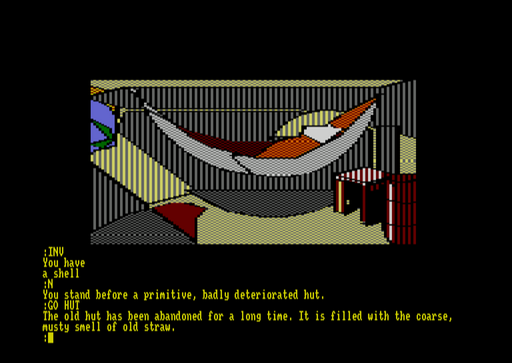 :INV
You have
a shell
:N
You stand before a primitive, badly deteriorated hut.
:GO HUT
The old hut has been abandoned for a long time. It is filled with the coarse,
musty smell of old straw.
: